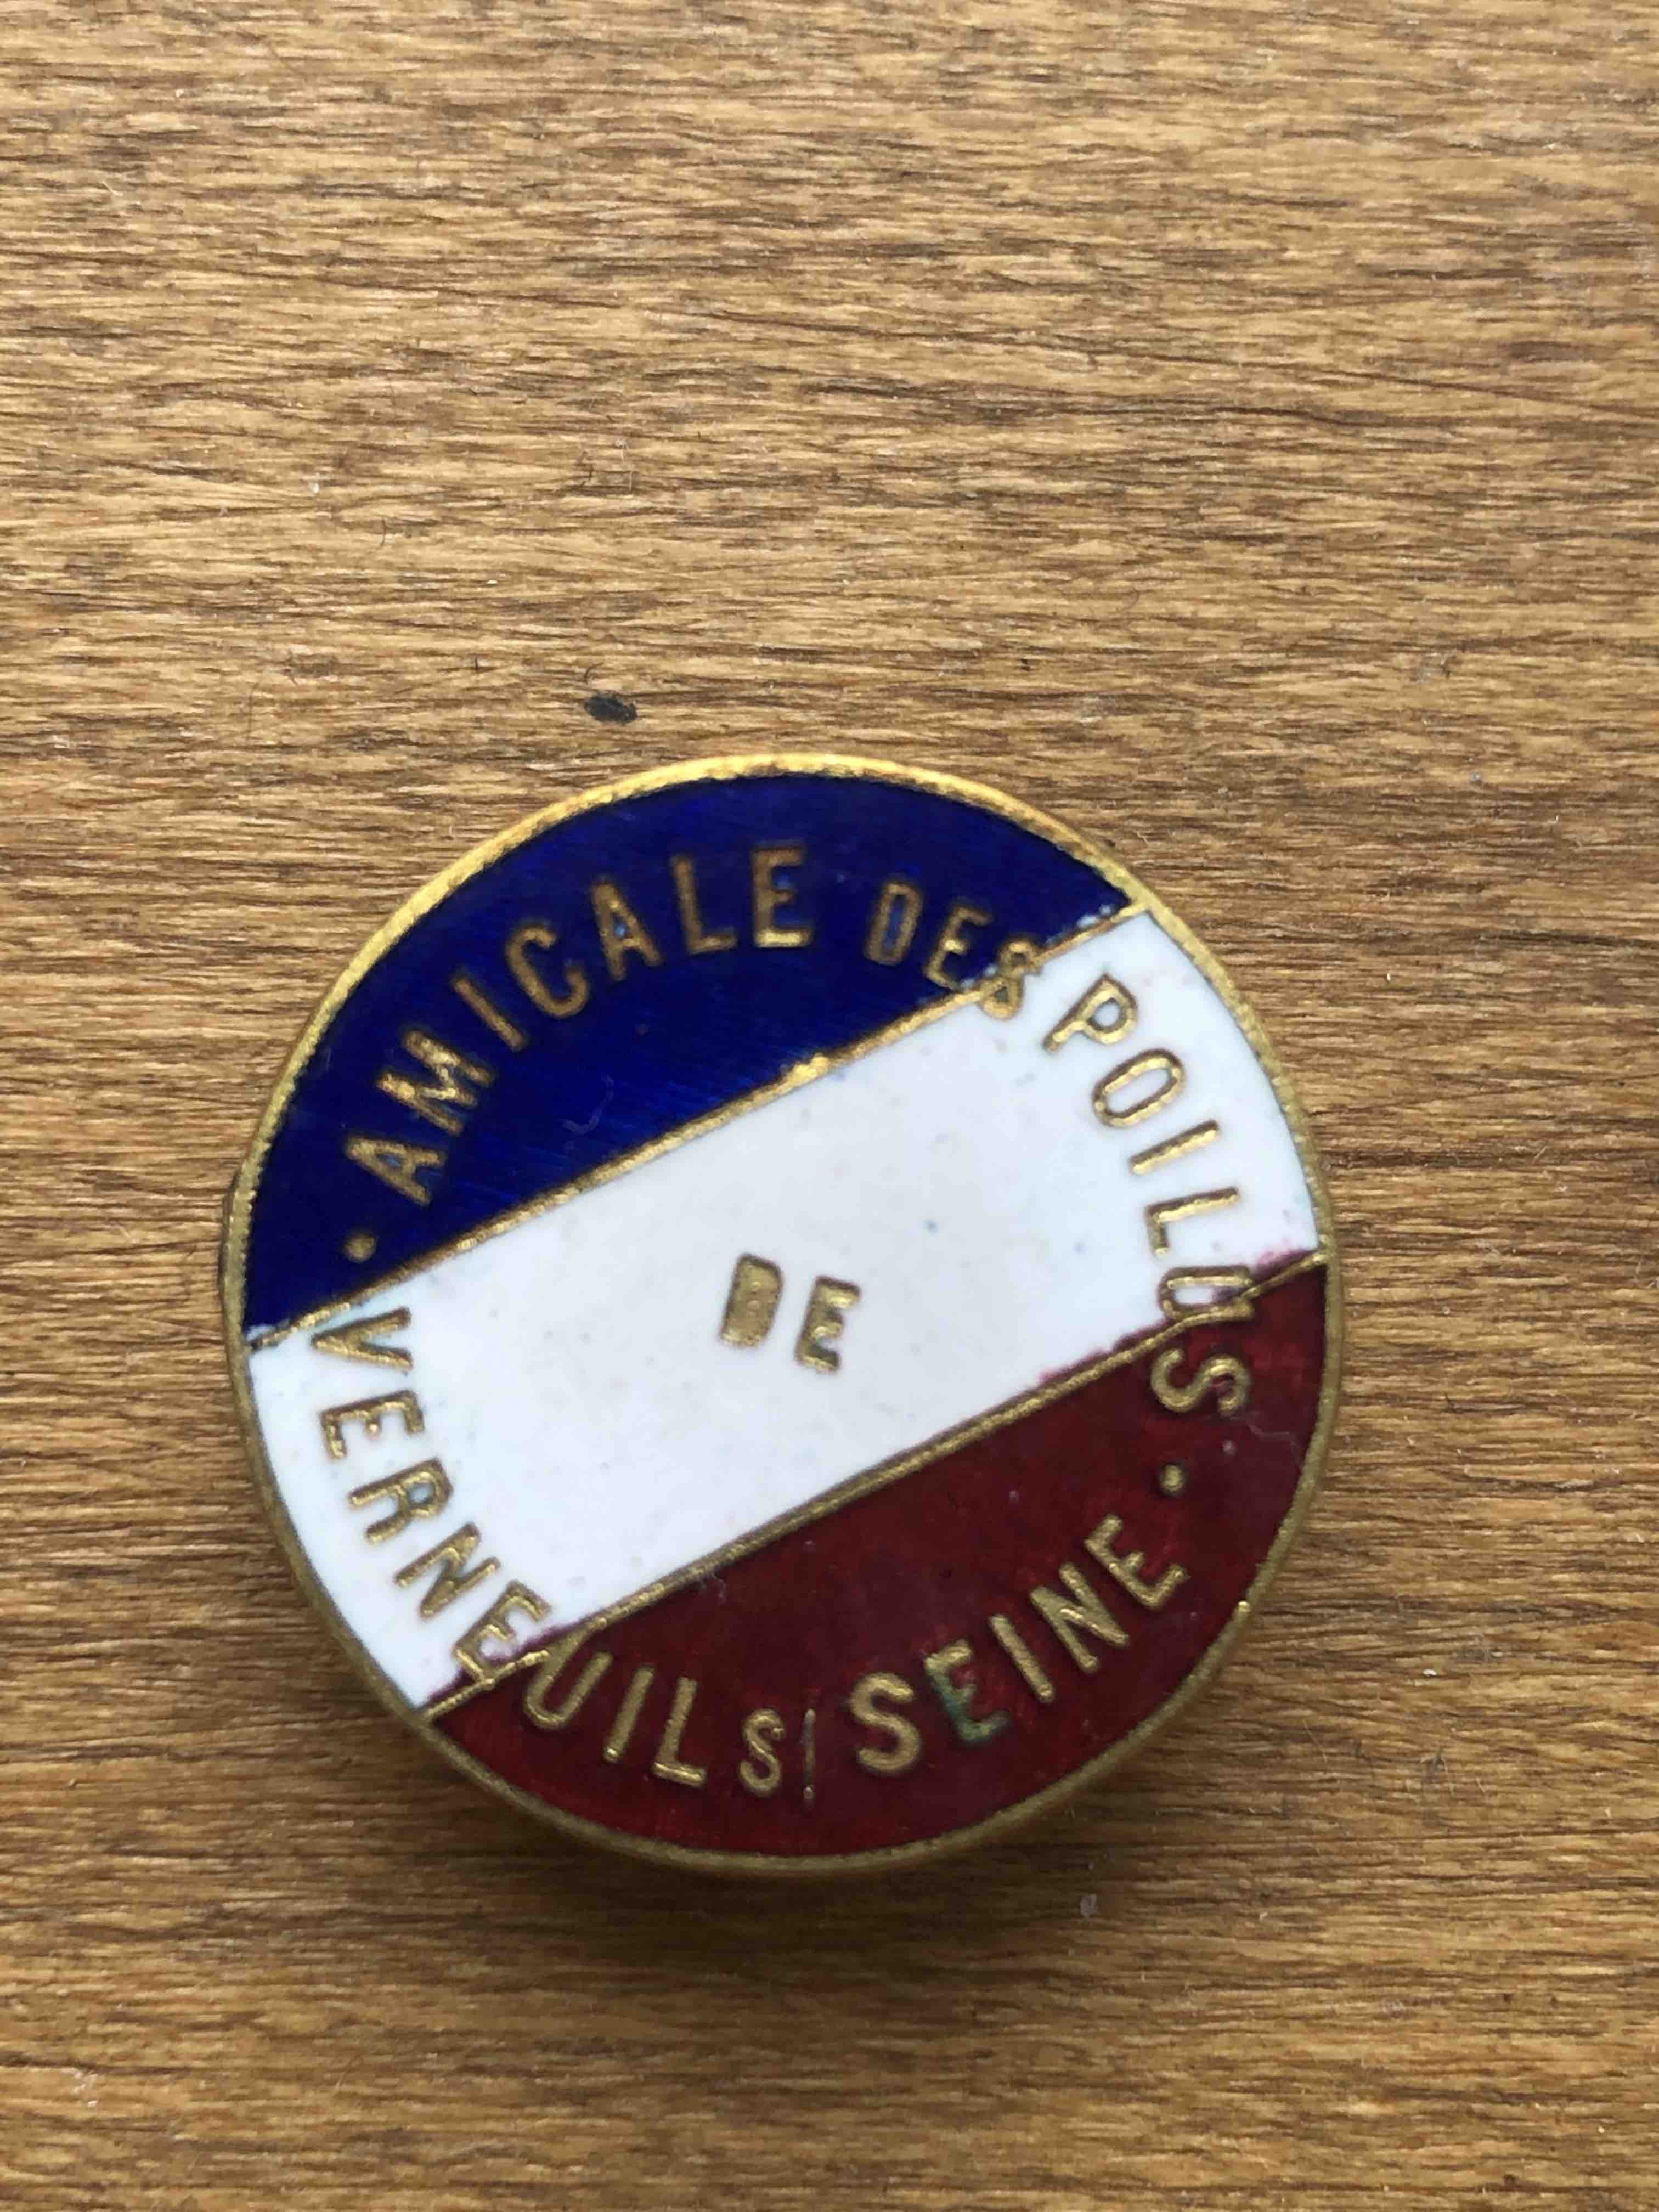 • AMICALE DES POILUS •
DE
VERNEUIL S/ SEINE